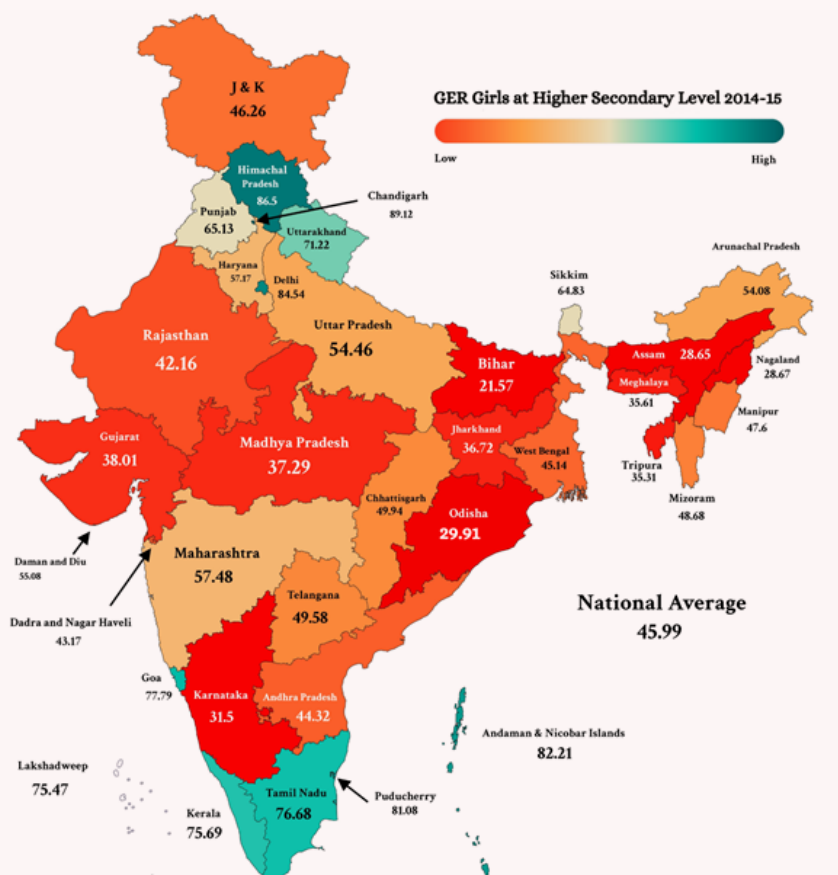 GER Girls at Higher Secondary Level 2014-15
Low
High
J & K
46.26
Himachal
Pradesh
86.5
Chandigarh
89.12
Punjab
65.13
Uttarakhand
71.22
Haryana
57.17
Delhi
84.54
Arunachal Pradesh
54.08
Sikkim
64.83
Rajasthan
42.16
Uttar Pradesh
54.46
Bihar
21.57
Assam
28.65
Nagaland
28.67
Meghalaya
35.61
Manipur
47.6
Gujarat
38.01
Madhya Pradesh
37.29
Jharkhand
36.72
West Bengal
45.14
Tripura
35.31
Mizoram
48.68
Chhattisgarh
49.94
Odisha
29.91
Daman and Diu
55.08
Maharashtra
57.48
Telangana
49.58
National Average
45.99
Dadra and Nagar Haveli
43.17
Goa
77.79
Karnataka
31.5
Andhra Pradesh
44.32
Andaman & Nicobar Islands
82.21
Lakshadweep
75.47
Tamil Nadu
76.68
Puducherry
81.08
Kerala
75.69